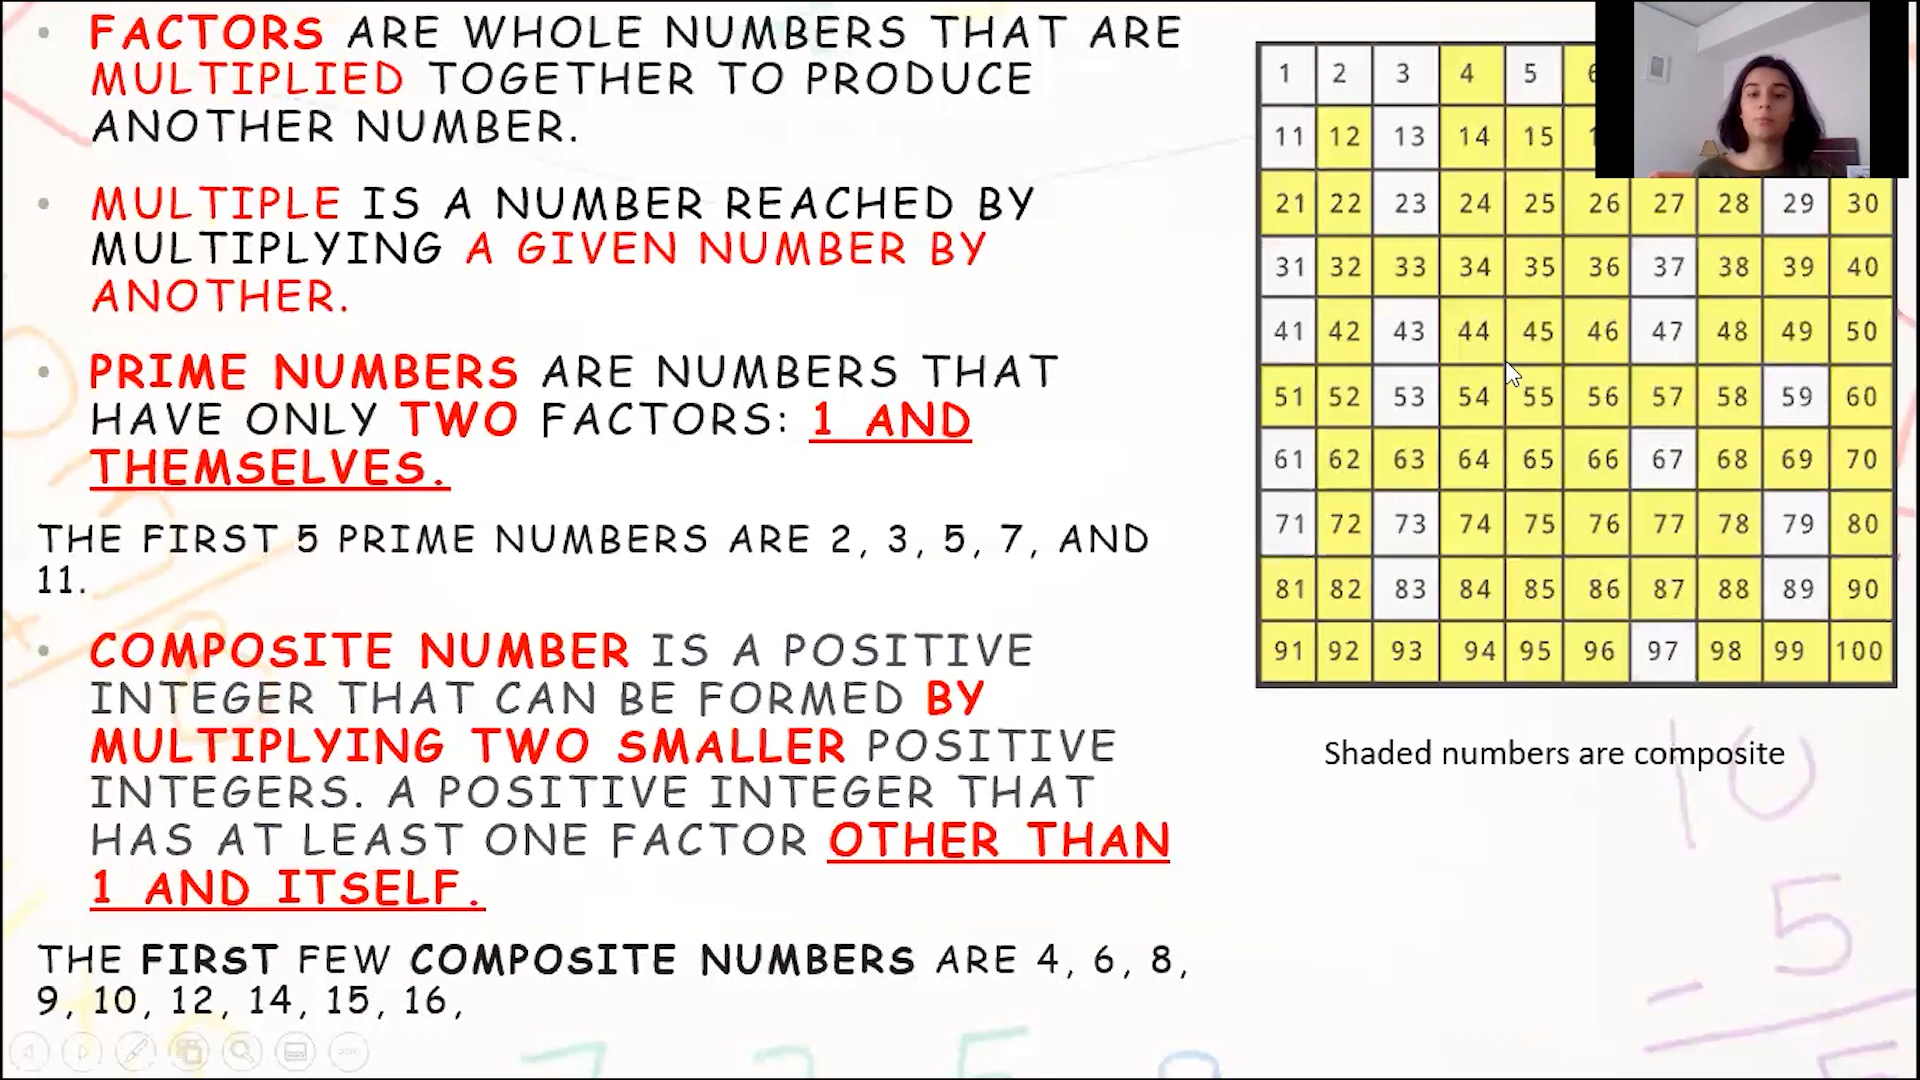 FACTORS ARE WHOLE NUMBERS THAT ARE
MULTIPLIED TOGETHER TO PRODUCE
ANOTHER NUMBER.
MULTIPLE IS A NUMBER REACHED BY
MULTIPLYING A GIVEN NUMBER BY
ANOTHER.
PRIME NUMBERS ARE NUMBERS THAT
HAVE ONLY TWO FACTORS: 1 AND
THEMSELVES.
THE FIRST 5 PRIME NUMBERS ARE 2, 3, 5, 7, AND
11.
COMPOSITE NUMBER IS A POSITIVE
INTEGER THAT CAN BE FORMED BY
MULTIPLYING TWO SMALLER POSITIVE
INTEGERS. A POSITIVE INTEGER THAT
HAS AT LEAST ONE FACTOR OTHER THAN
1 AND ITSELF.
THE FIRST FEW COMPOSITE NUMBERS ARE 4, 6, 8,
9, 10, 12, 14, 15, 16,
1 2 3 4 5
11 12 13 14 15
21 22 23 24 25 26 27 28 29 30
31 32 33 34 35 36 37 38 39 40
41 42 43 44 45 46 47 48 49 50
51 52 53 54 55 56 57 58 59 60
61 62 63 64 65 66 67 68 69 70
71 72 73 74 75 76 77 78 79 80
81 82 83 84 85 86 87 88 89 90
91 92 93 94 95 96 97 98 99 100
Shaded numbers are composite
10
- 5